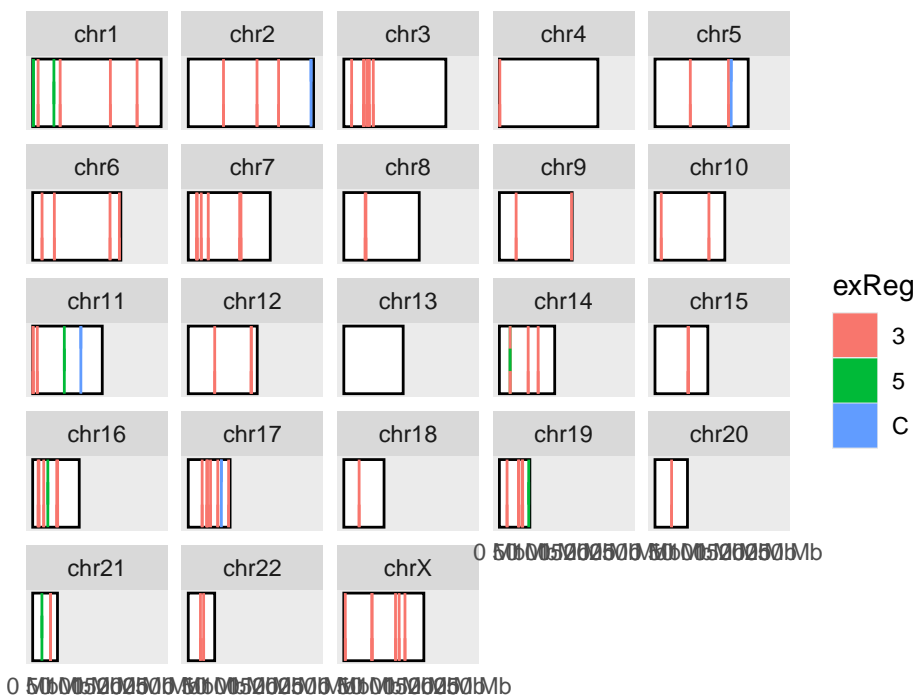 chr1 chr2 chr3 chr4 chr5
chr6 chr7 chr8 chr9 chr10
exReg
3
5
C
chr11 chr12 chr13 chr14 chr15
chr16 chr17 chr18 chr19 chr20
chr21 chr22 chrX